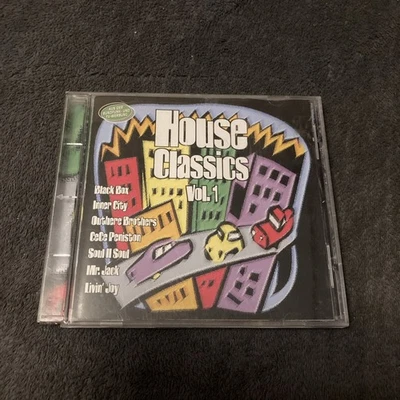 House
Classics
Vol. 1
Black Box
Inner City
Outhere Brothers
CeCe Peniston
Soul II Soul
Mr. Jack
Livin' Joy